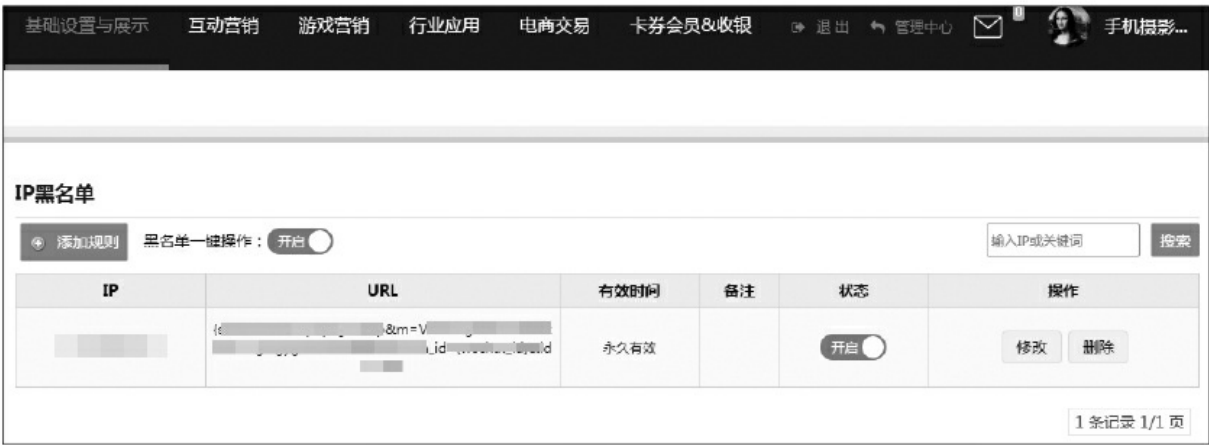 基础设置与展示 互动营销 游戏营销 行业应用 电商交易 卡券会员&收银 退出 管理中心 0 手机摄影...
IP黑名单
添加规则 黑名单一键操作： 开启 输入IP或关键词 搜索
IP URL 有效时间 备注 状态 操作
&m=V
永久有效 开启 修改 删除
_id
1 条记录 1/1 页